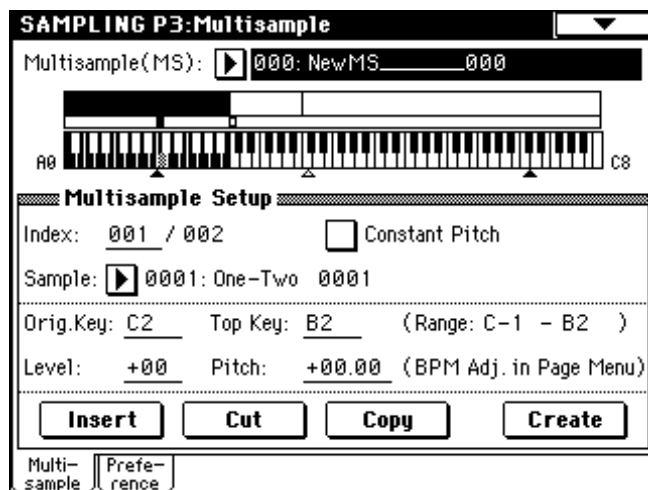 SAMPLING P3:Multisample
Multisample(MS): 000: NewMS________000
A0 C8
Multisample Setup
Index: 001 / 002 Constant Pitch
Sample: 0001: One-Two 0001
Orig.Key: C2 Top Key: B2 (Range: C-1 - B2 )
Level: +00 Pitch: +00.00 (BPM Adj. in Page Menu)
Insert Cut Copy Create
Multi- Prefe-
sample rence